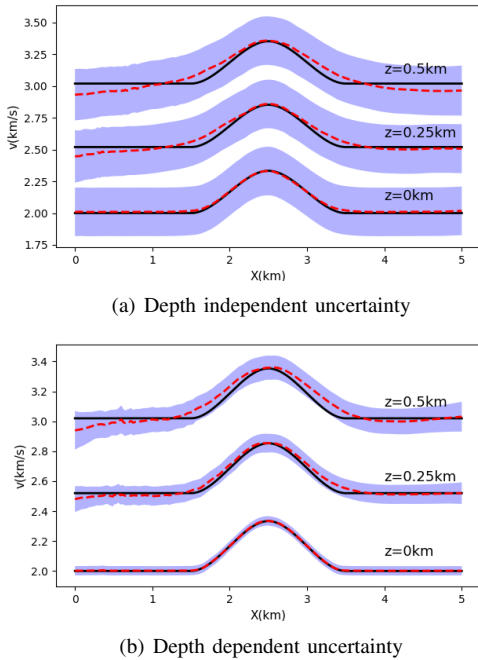 3.50
3.25
3.00
2.75
2.50
2.25
2.00
1.75
v(km/s)
z=0.5km
z=0.25km
z=0km
0 1 2 3 4 5
X(km)
(a) Depth independent uncertainty
3.4
3.2
3.0
2.8
2.6
2.4
2.2
2.0
v(km/s)
z=0.5km
z=0.25km
z=0km
0 1 2 3 4 5
X(km)
(b) Depth dependent uncertainty